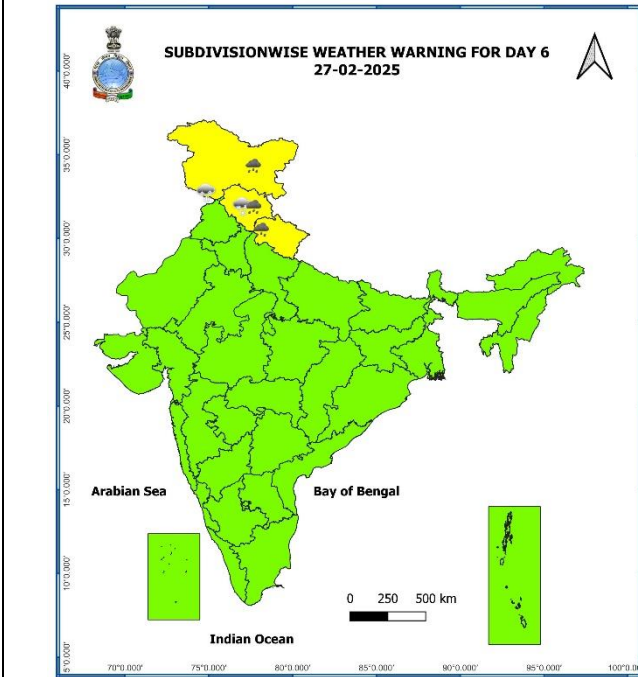 SUBDIVISIONWISE WEATHER WARNING FOR DAY 6
27-02-2025
40°0.000'
35°0.000'
30°0.000'
25°0.000'
20°0.000'
15°0.000'
10°0.000'
5°0.000'
Arabian Sea
Bay of Bengal
0 250 500 km
Indian Ocean
70°0.000' 75°0.000' 80°0.000' 85°0.000' 90°0.000' 95°0.000' 100°0.000'